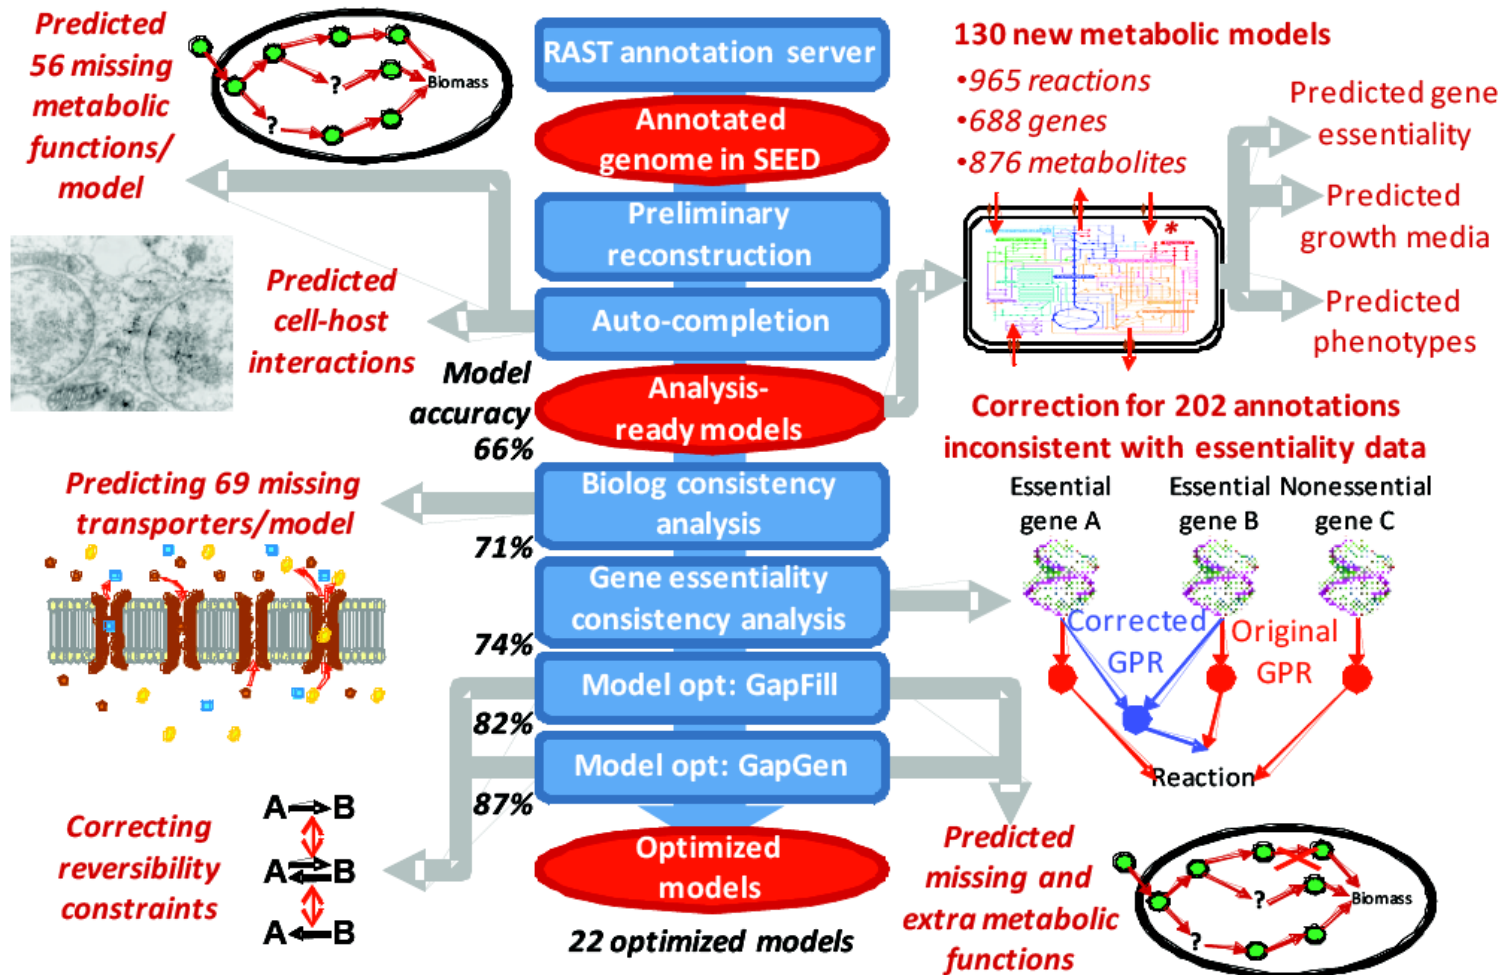 Predicted
56 missing
metabolic
functions/
model
?
?
Biomass
RAST annotation server
Annotated
genome in SEED
Preliminary
reconstruction
Auto-completion
Analysis-
ready models
Biolog consistency
analysis
Gene essentiality
consistency analysis
Model opt: GapFill
Model opt: GapGen
Optimized
models
22 optimized models
Predicted
cell-host
interactions
Model
accuracy
66%
71%
74%
82%
87%
Predicting 69 missing
transporters/model
Correcting
reversibility
constraints
A B
A B
A B
130 new metabolic models
•965 reactions
•688 genes
•876 metabolites
*
Predicted gene
essentiality
Predicted
growth media
Predicted
phenotypes
Correction for 202 annotations
inconsistent with essentiality data
Essential
gene A
Essential
gene B
Nonessential
gene C
Corrected
GPR
Original
GPR
Reaction
Predicted
missing and
extra metabolic
functions
?
?
Biomass